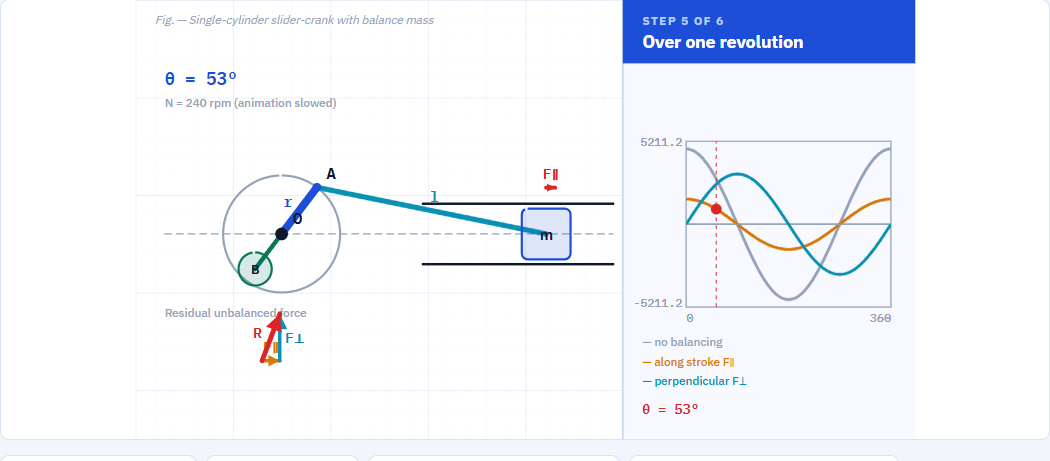 Fig. — Single-cylinder slider-crank with balance mass
θ = 53°
N = 240 rpm (animation slowed)
A
F∥
r
l
O
m
B
Residual unbalanced force
R
F⊥
∥
STEP 5 OF 6
Over one revolution
5211.2
-5211.2
0
360
— no balancing
— along stroke F∥
— perpendicular F⊥
θ = 53°